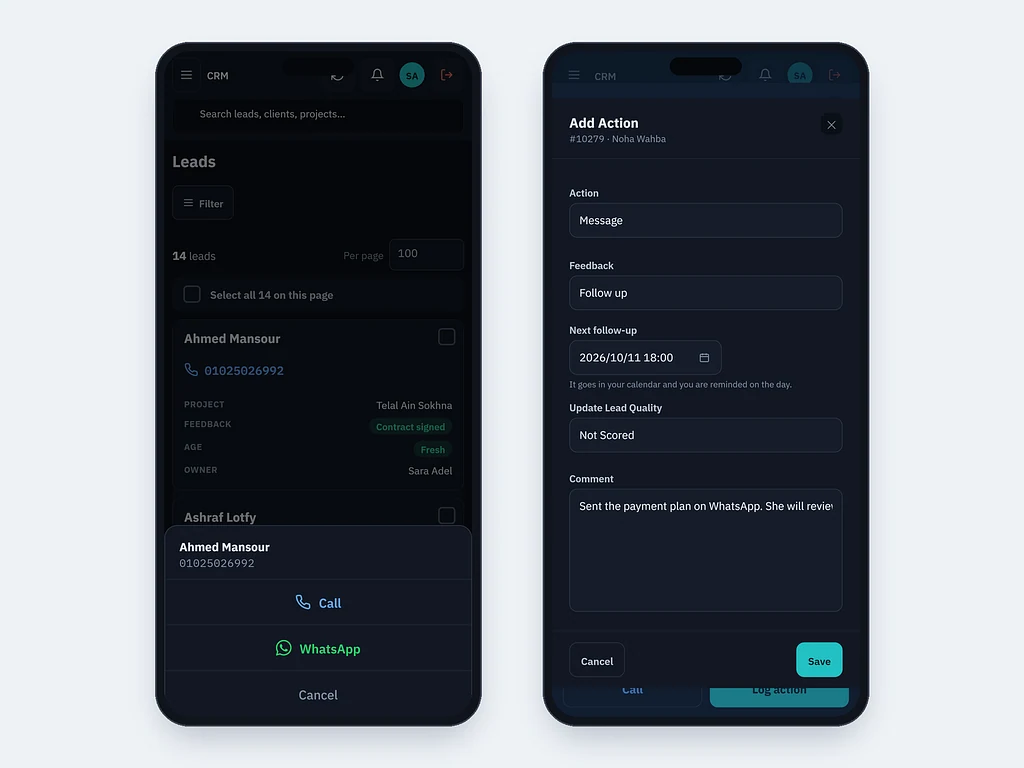 CRM
SA
Search leads, clients, projects...
Leads
Filter
14 leads
Per page
100
Select all 14 on this page
Ahmed Mansour
01025026992
PROJECT
Telal Ain Sokhna
FEEDBACK
Contract signed
AGE
Fresh
OWNER
Sara Adel
Ashraf Lotfy
Ahmed Mansour
01025026992
Call
WhatsApp
Cancel
CRM
SA
Add Action
#10279 · Noha Wahba
Action
Message
Feedback
Follow up
Next follow-up
2026/10/11 18:00
It goes in your calendar and you are reminded on the day.
Update Lead Quality
Not Scored
Comment
Sent the payment plan on WhatsApp. She will review
Cancel
Save
Call
Log action